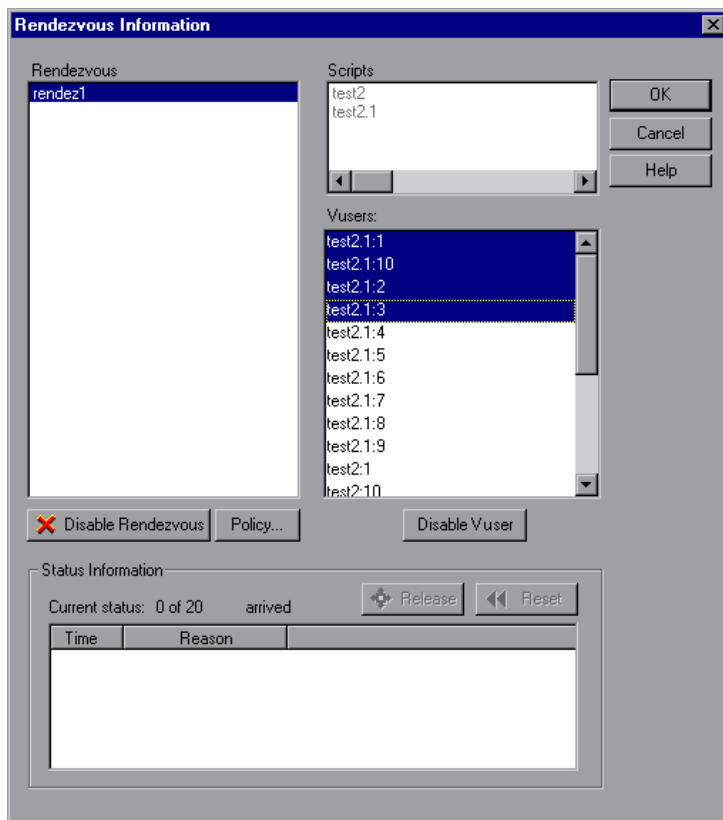 Rendezvous Information
Rendezvous
rendez1
Scripts
test2
test2.1
OK
Cancel
Help
Vusers:
test2.1:1
test2.1:10
test2.1:2
test2.1:3
test2.1:4
test2.1:5
test2.1:6
test2.1:7
test2.1:8
test2.1:9
test2:1
test2:10
Disable Rendezvous
Policy...
Disable Vuser
Status Information
Current status: 0 of 20 arrived
Release
Reset
Time Reason